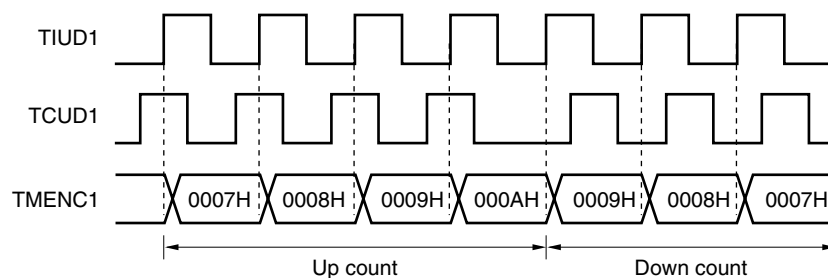 TIUD1
TCUD1
TMENC1 0007H 0008H 0009H 000AH 0009H 0008H 0007H
Up count Down count